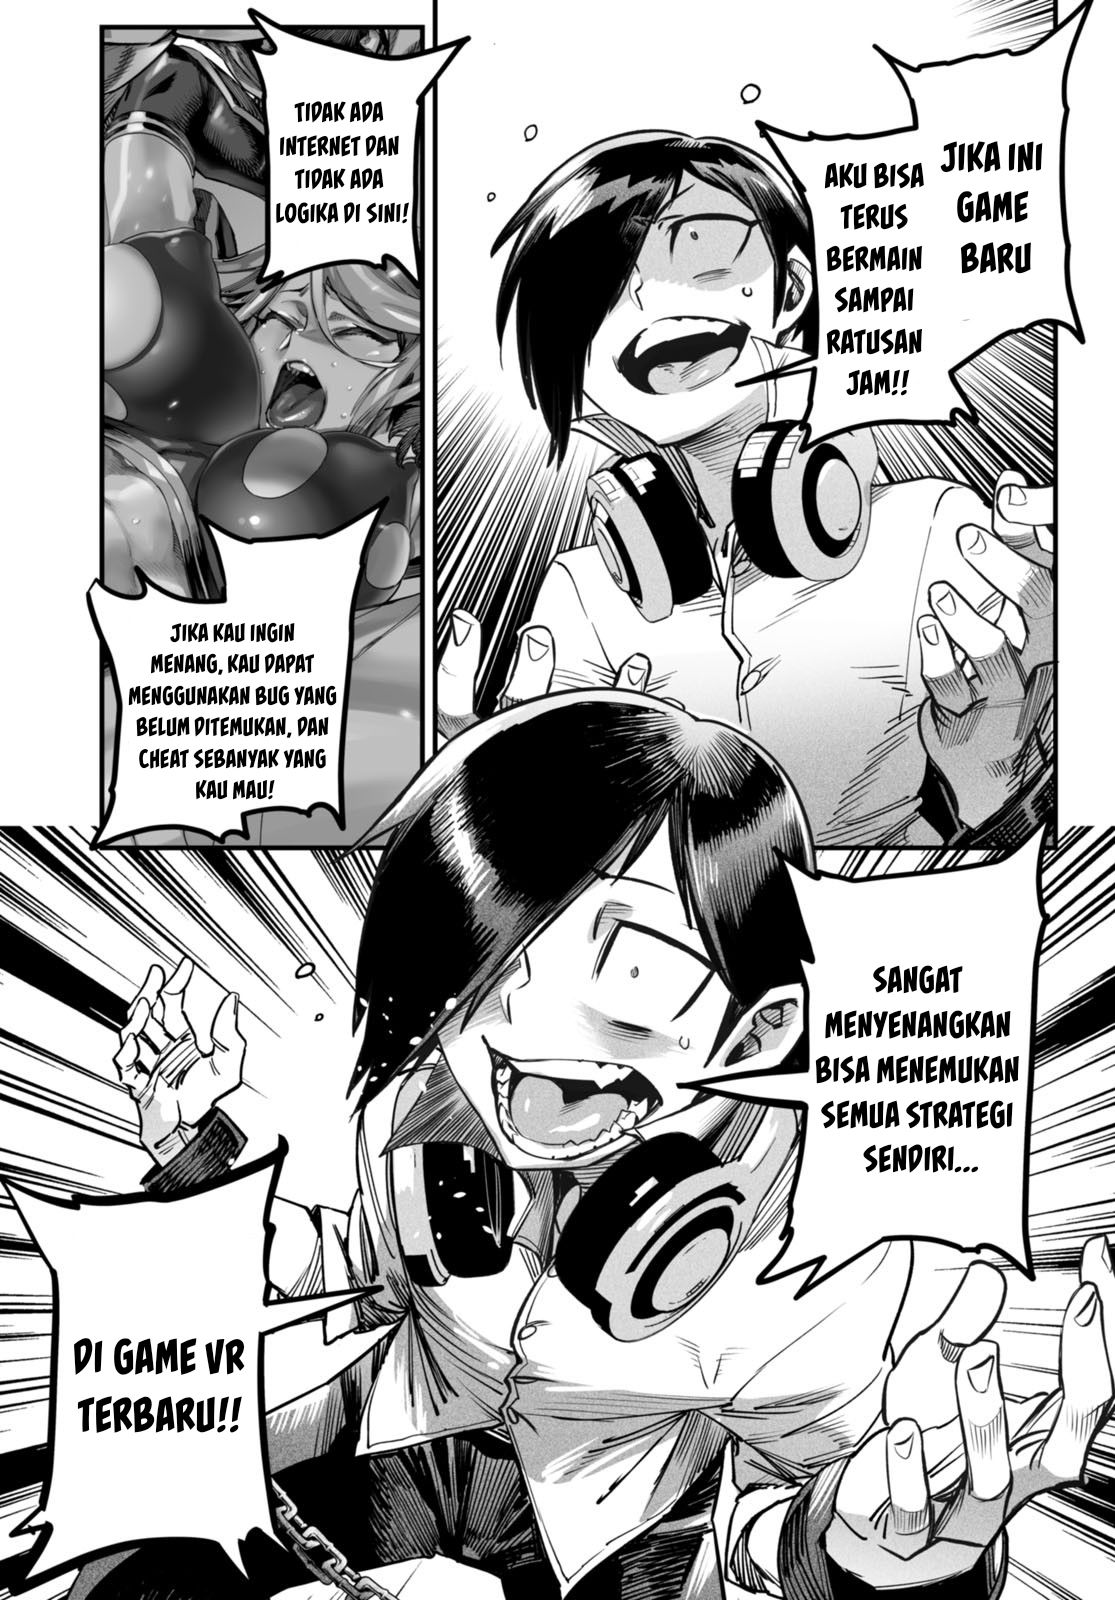 JIKA INI
GAME
BARU
AKU BISA
TERUS
BERMAIN
SAMPAI
RATUSAN
JAM!!
TIDAK ADA
INTERNET DAN
TIDAK ADA
LOGIKA DI SINI!
JIKA KAU INGIN
MENANG, KAU DAPAT
MENGGUNAKAN BUG YANG
BELUM DITEMUKAN, DAN
CHEAT SEBANYAK YANG
KAU MAU!
SANGAT
MENYENANGKAN
BISA MENEMUKAN
SEMUA STRATEGI
SENDIRI...
DI GAME VR
TERBARU!!